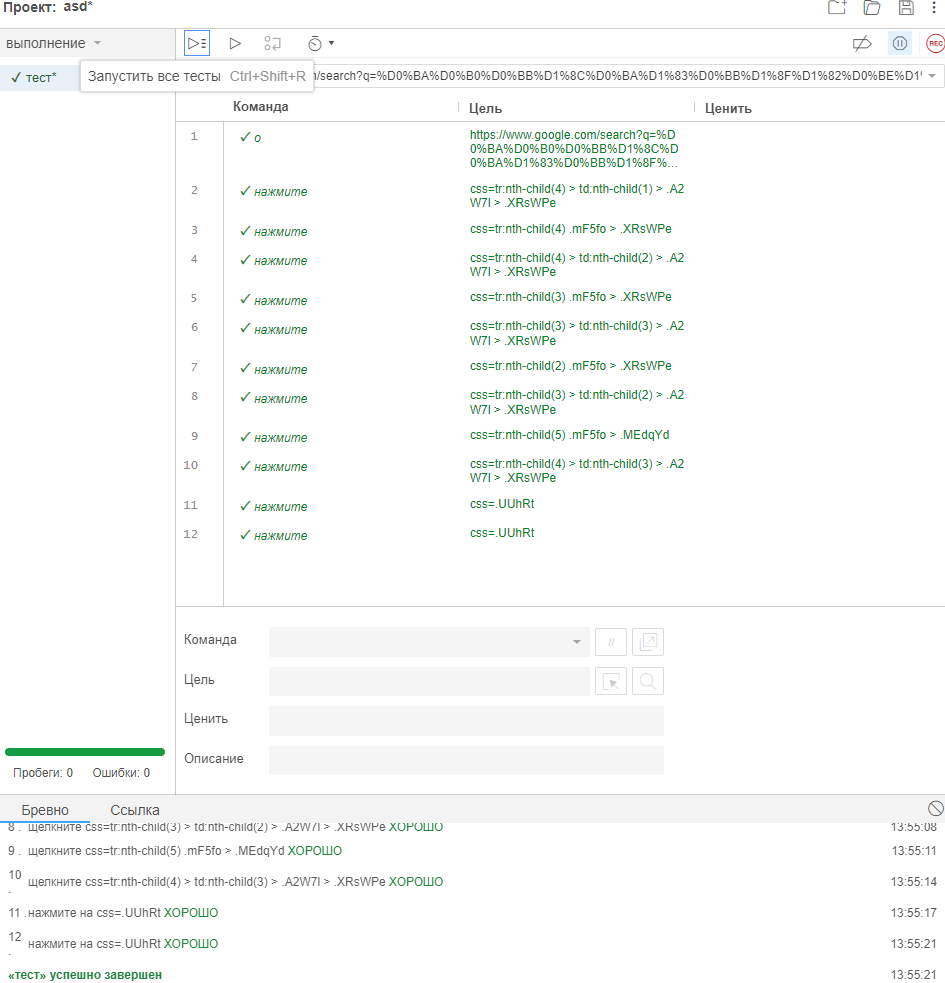 Проект: asd*
выполнение
REC
✓ тест*
Запустить все тесты Ctrl+Shift+R
/search?q=%D0%BA%D0%B0%D0%BB%D1%8C%D0%BA%D1%83%D0%BB%D1%8F%D1%82%D0%BE%D1%
Команда Цель Ценить
1 ✓ о https://www.google.com/search?q=%D
0%BA%D0%B0%D0%BB%D1%8C%D
0%BA%D1%83%D0%BB%D1%8F%...
2 ✓ нажмите css=tr:nth-child(4) > td:nth-child(1) > .A2
W7l > .XRsWPe
3 ✓ нажмите css=tr:nth-child(4) .mF5fo > .XRsWPe
4 ✓ нажмите css=tr:nth-child(4) > td:nth-child(2) > .A2
W7l > .XRsWPe
5 ✓ нажмите css=tr:nth-child(3) .mF5fo > .XRsWPe
6 ✓ нажмите css=tr:nth-child(3) > td:nth-child(3) > .A2
W7l > .XRsWPe
7 ✓ нажмите css=tr:nth-child(2) .mF5fo > .XRsWPe
8 ✓ нажмите css=tr:nth-child(3) > td:nth-child(2) > .A2
W7l > .XRsWPe
9 ✓ нажмите css=tr:nth-child(5) .mF5fo > .MEdqYd
10 ✓ нажмите css=tr:nth-child(4) > td:nth-child(3) > .A2
W7l > .XRsWPe
11 ✓ нажмите css=.UUhRt
12 ✓ нажмите css=.UUhRt
Команда //
Цель
Ценить
Описание
Пробеги: 0 Ошибки: 0
Бревно Ссылка
8 . щелкните css=tr:nth-child(3) > td:nth-child(2) > .A2W7l > .XRsWPe ХОРОШО 13:55:08
9 . щелкните css=tr:nth-child(5) .mF5fo > .MEdqYd ХОРОШО 13:55:11
10 . щелкните css=tr:nth-child(4) > td:nth-child(3) > .A2W7l > .XRsWPe ХОРОШО 13:55:14
11 .нажмите на css=.UUhRt ХОРОШО 13:55:17
12 . нажмите на css=.UUhRt ХОРОШО 13:55:21
«тест» успешно завершен 13:55:21